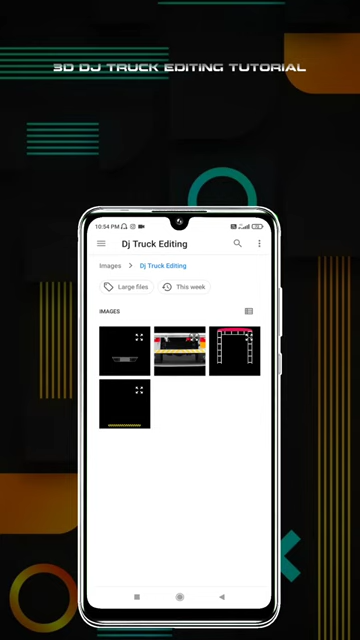 3D DJ TRUCK EDITING TUTORIAL
10:54 PM
Dj Truck Editing
Images > Dj Truck Editing
Large files This week
IMAGES